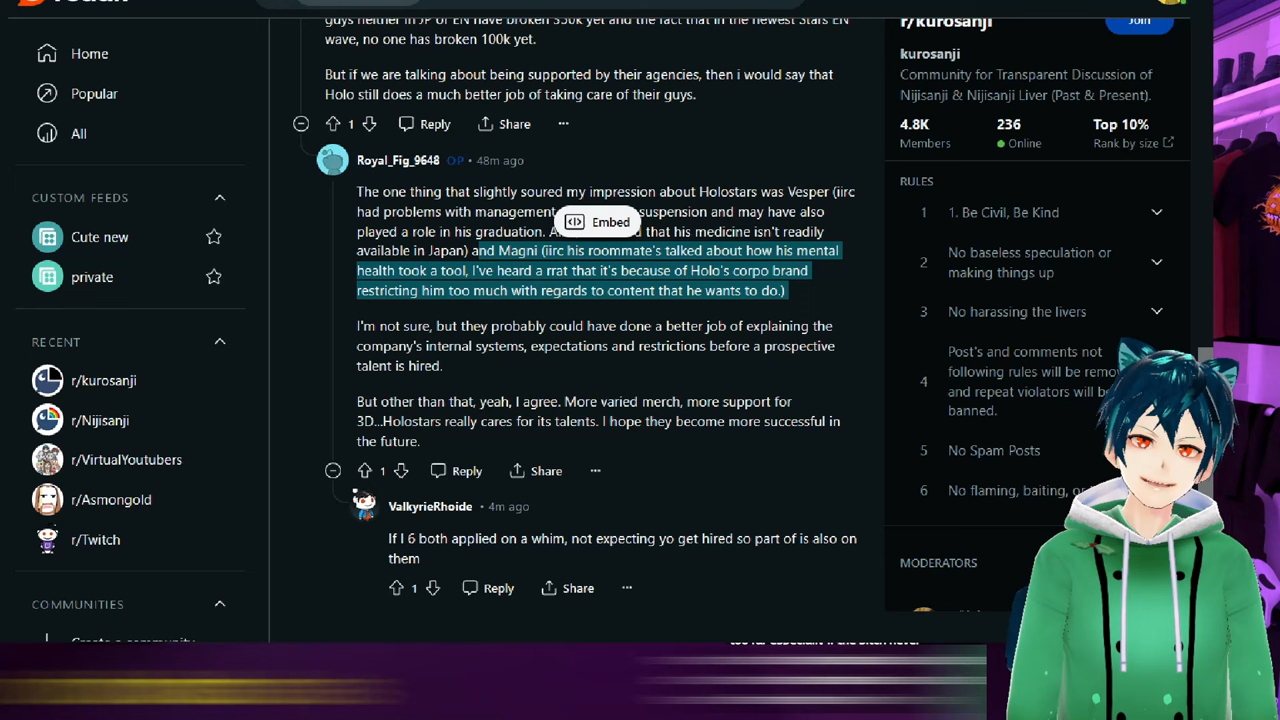 guys neither in JP or EN have broken 350k yet and the fact that in the newest Stars EN
wave, no one has broken 100k yet.
But if we are talking about being supported by their agencies, then i would say that
Holo still does a much better job of taking care of their guys.
1 Reply Share ...
Royal_Fig_9648 OP • 48m ago
The one thing that slightly soured my impression about Holostars was Vesper (iirc
had problems with management suspension and may have also
played a role in his graduation. that his medicine isn't readily
available in Japan) and Magni (iirc his roommate's talked about how his mental
health took a tool, I've heard a rrat that it's because of Holo's corpo brand
restricting him too much with regards to content that he wants to do.)
Embed
I'm not sure, but they probably could have done a better job of explaining the
company's internal systems, expectations and restrictions before a prospective
talent is hired.
But other than that, yeah, I agree. More varied merch, more support for
3D...Holostars really cares for its talents. I hope they become more successful in
the future.
1 Reply Share ...
ValkyrieRhoide • 4m ago
If I 6 both applied on a whim, not expecting yo get hired so part of is also on
them
1 Reply Share ...
Home
Popular
All
CUSTOM FEEDS
Cute new
private
RECENT
r/kurosanji
r/Nijisanji
r/VirtualYoutubers
r/Asmongold
r/Twitch
COMMUNITIES
Create a community
r/kurosanji
Join
kurosanji
Community for Transparent Discussion of
Nijisanji & Nijisanji Liver (Past & Present).
4.8K 236 Top 10%
Members Online Rank by size
RULES
1 1. Be Civil, Be Kind
2 No baseless speculation or
making things up
3 No harassing the livers
4 Post's and comments not
following rules will be
and repeat violators will be
banned.
5 No Spam Posts
6 No flaming, baiting,
MODERATORS